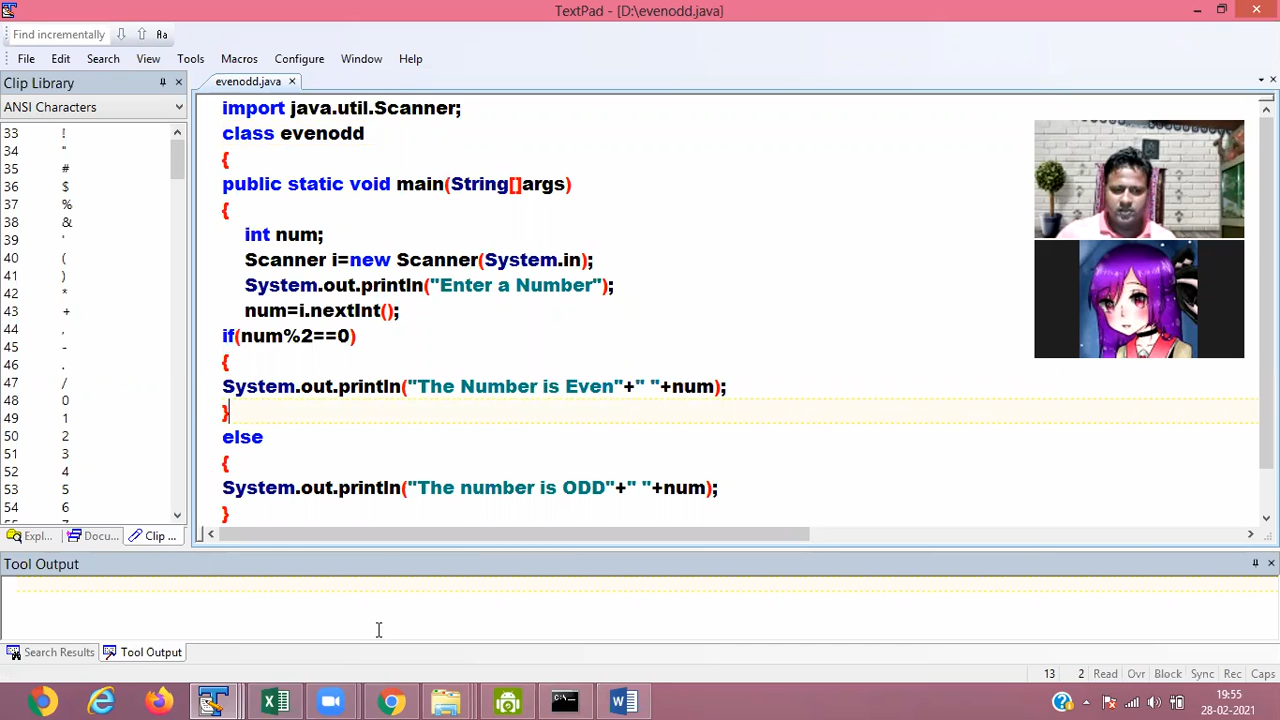 TextPad - [D:\evenodd.java]
Find incrementally
Aa
File Edit Search View Tools Macros Configure Window Help
Clip Library
evenodd.java
ANSI Characters
33 !
34 "
35 #
36 $
37 %
38 &
39 '
40 (
41 )
42 *
43 +
44 ,
45 -
46 .
47 /
48 0
49 1
50 2
51 3
52 4
53 5
54 6
import java.util.Scanner;
class evenodd
{
public static void main(String[]args)
{
int num;
Scanner i=new Scanner(System.in);
System.out.println("Enter a Number");
num=i.nextInt();
if(num%2==0)
{
System.out.println("The Number is Even"+" "+num);
}
else
{
System.out.println("The number is ODD"+" "+num);
}
Expl... Docu... Clip ...
Tool Output
Search Results Tool Output
13 2 Read Ovr Block Sync Rec Caps
19:55
28-02-2021